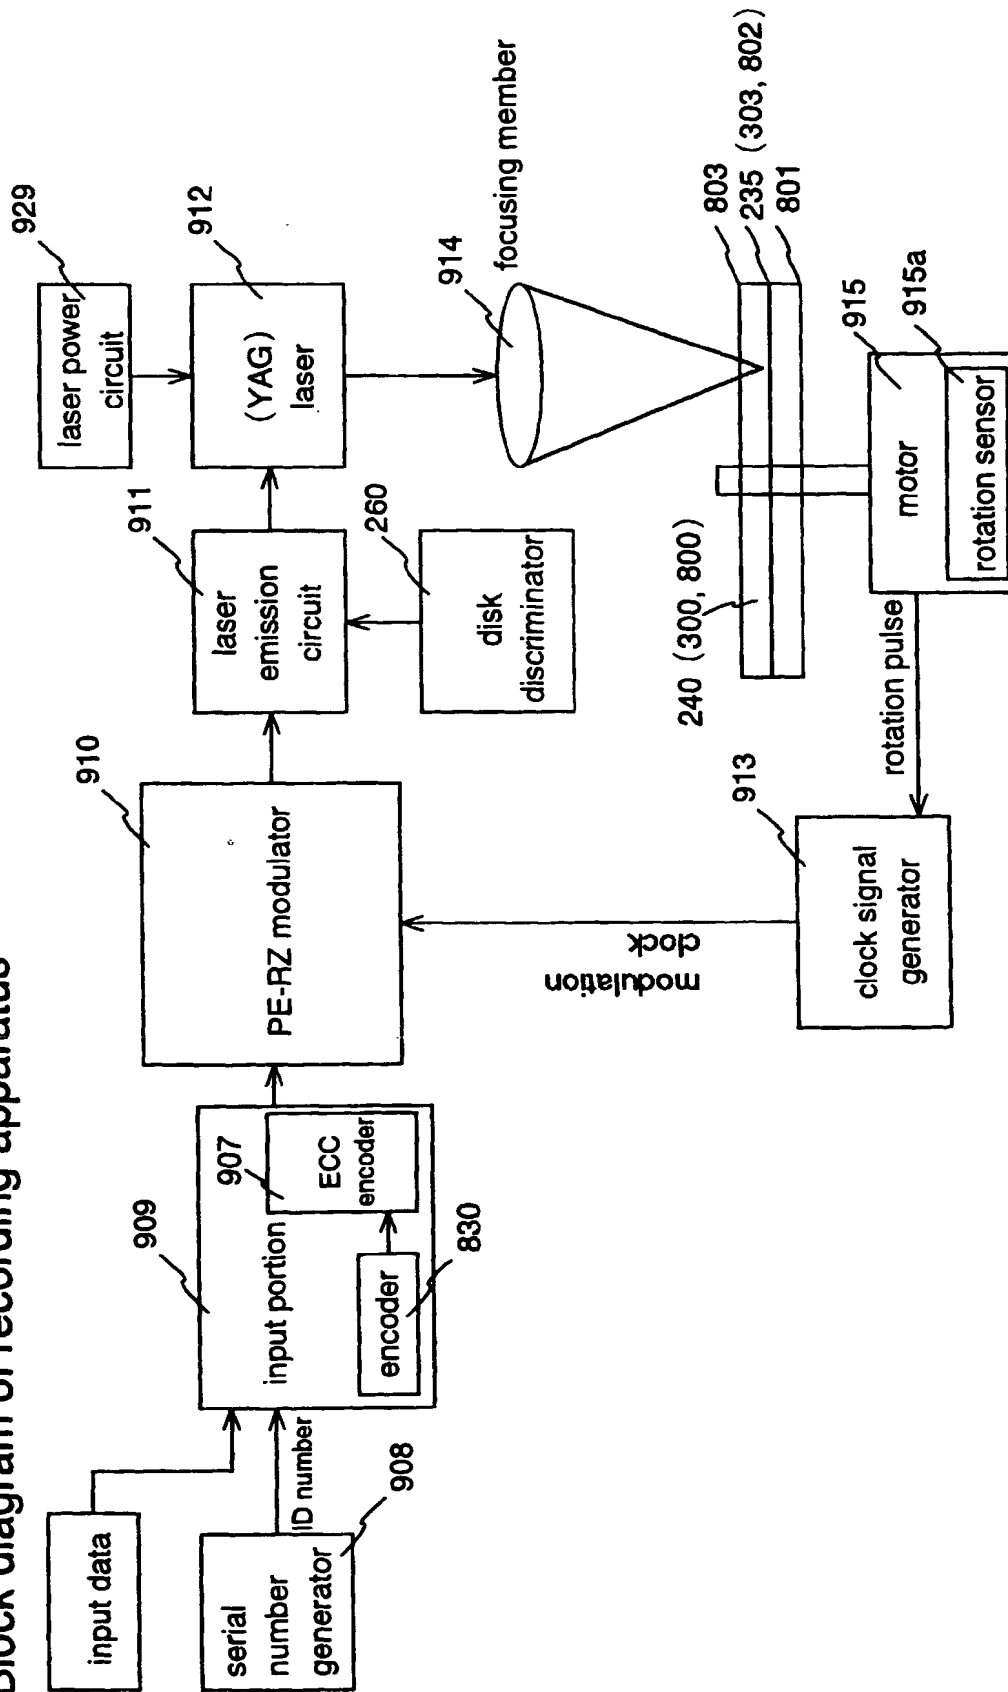 Block diagram of recording apparatus
input data
serial
number
generator
908
ID number
909
input portion
907
ECC
encoder
encoder
830
910
PE-RZ modulator
modulation
clock
913
clock signal
generator
rotation pulse
911
laser
emission
circuit
260
disk
discriminator
929
laser power
circuit
912
(YAG)
laser
914
focusing member
240 (300, 800)
803
235 (303, 802)
801
915
915a
motor
rotation sensor